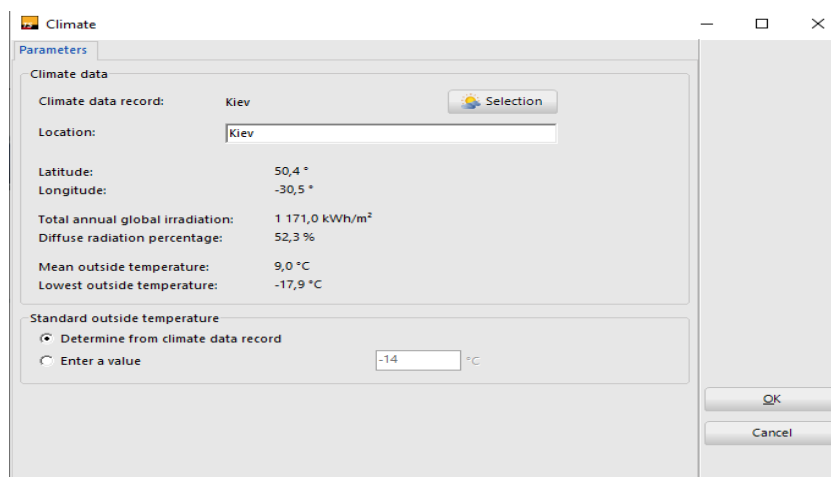 Climate
Parameters
Climate data
Climate data record: Kiev Selection
Location: Kiev
Latitude: 50,4 °
Longitude: -30,5 °
Total annual global irradiation: 1 171,0 kWh/m²
Diffuse radiation percentage: 52,3 %
Mean outside temperature: 9,0 °C
Lowest outside temperature: -17,9 °C
Standard outside temperature
Determine from climate data record
Enter a value -14 °C
OK
Cancel